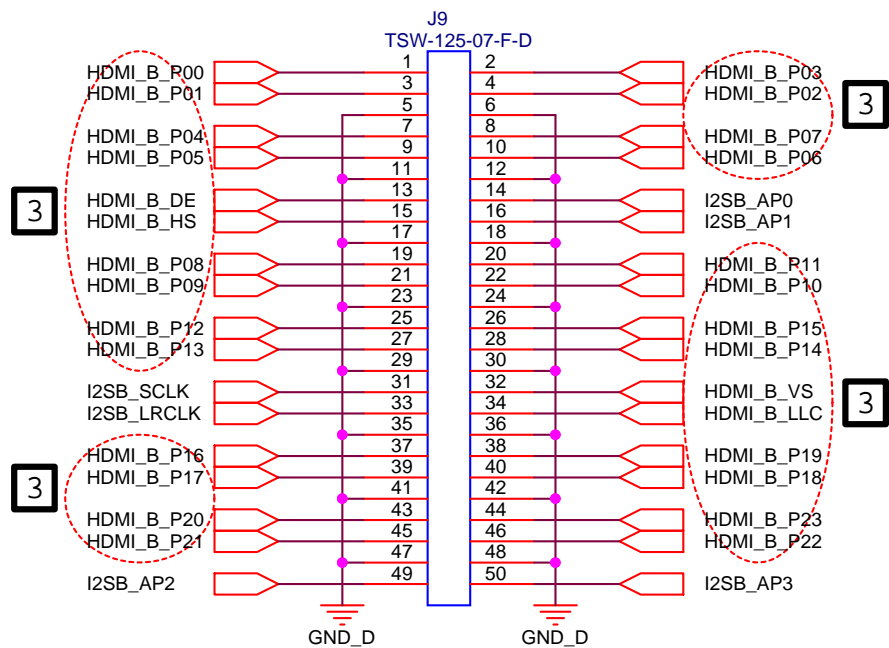 J9
TSW-125-07-F-D
HDMI_B_P00 1 2 HDMI_B_P03
HDMI_B_P01 3 4 HDMI_B_P02
5 6
HDMI_B_P04 7 8 HDMI_B_P07
HDMI_B_P05 9 10 HDMI_B_P06
11 12
HDMI_B_DE 13 14 I2SB_AP0
HDMI_B_HS 15 16 I2SB_AP1
17 18
HDMI_B_P08 19 20 HDMI_B_P11
HDMI_B_P09 21 22 HDMI_B_P10
23 24
HDMI_B_P12 25 26 HDMI_B_P15
HDMI_B_P13 27 28 HDMI_B_P14
29 30
I2SB_SCLK 31 32 HDMI_B_VS
I2SB_LRCLK 33 34 HDMI_B_LLC
35 36
HDMI_B_P16 37 38 HDMI_B_P19
HDMI_B_P17 39 40 HDMI_B_P18
41 42
HDMI_B_P20 43 44 HDMI_B_P23
HDMI_B_P21 45 46 HDMI_B_P22
47 48
I2SB_AP2 49 50 I2SB_AP3
GND_D GND_D
3
3
3
3